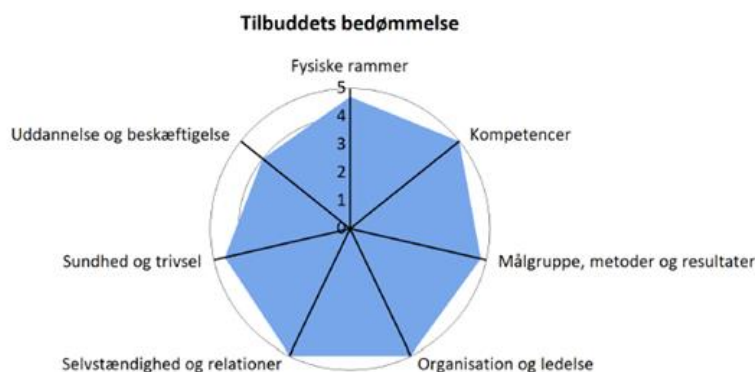 Tilbuddets bedømmelse
Fysiske rammer
5
4
3
2
1
0
Kompetencer
Målgruppe, metoder og resultater
Organisation og ledelse
Selvstændighed og relationer
Sundhed og trivsel
Uddannelse og beskæftigelse